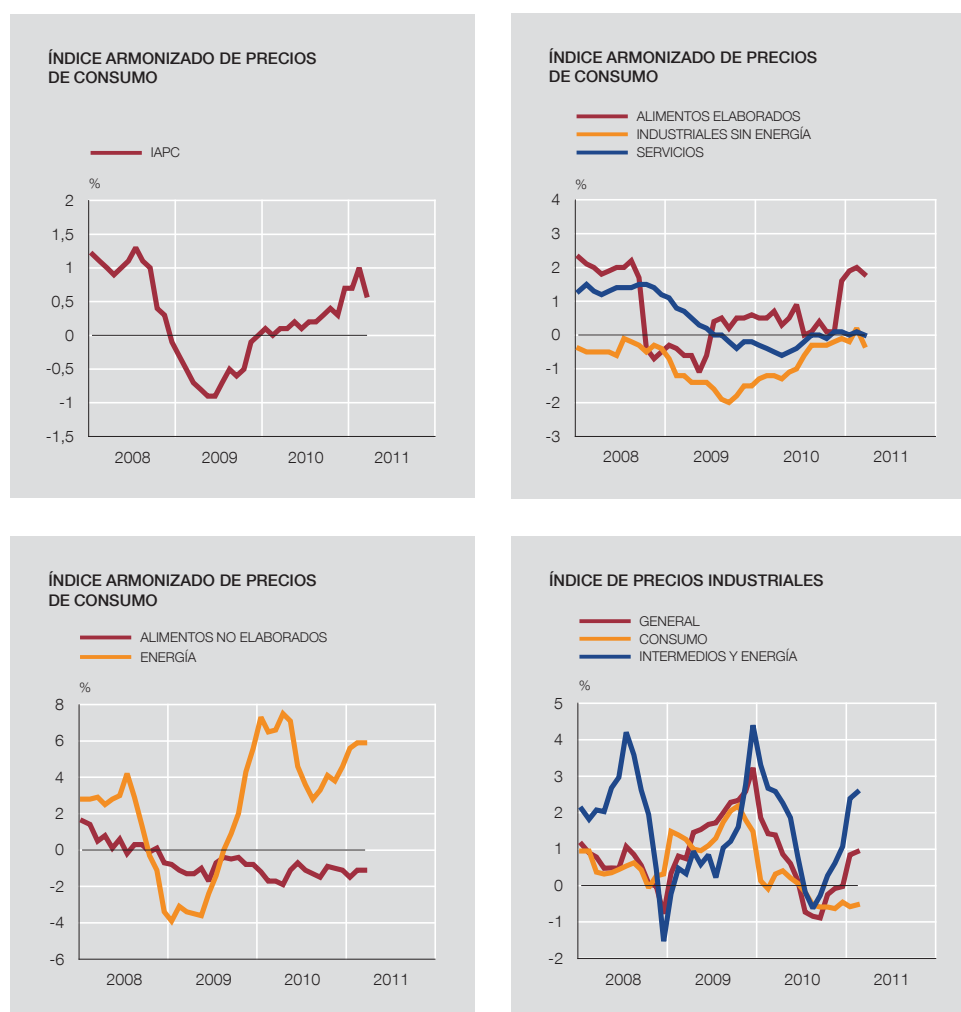 ÍNDICE ARMONIZADO DE PRECIOS
DE CONSUMO
IAPC
%
2
1,5
1
0,5
0
-0,5
-1
-1,5
2008 2009 2010 2011
ÍNDICE ARMONIZADO DE PRECIOS
DE CONSUMO
ALIMENTOS ELABORADOS
INDUSTRIALES SIN ENERGÍA
SERVICIOS
%
4
3
2
1
0
-1
-2
-3
2008 2009 2010 2011
ÍNDICE ARMONIZADO DE PRECIOS
DE CONSUMO
ALIMENTOS NO ELABORADOS
ENERGÍA
%
8
6
4
2
0
-2
-4
-6
2008 2009 2010 2011
ÍNDICE DE PRECIOS INDUSTRIALES
GENERAL
CONSUMO
INTERMEDIOS Y ENERGÍA
%
5
4
3
2
1
0
-1
-2
2008 2009 2010 2011